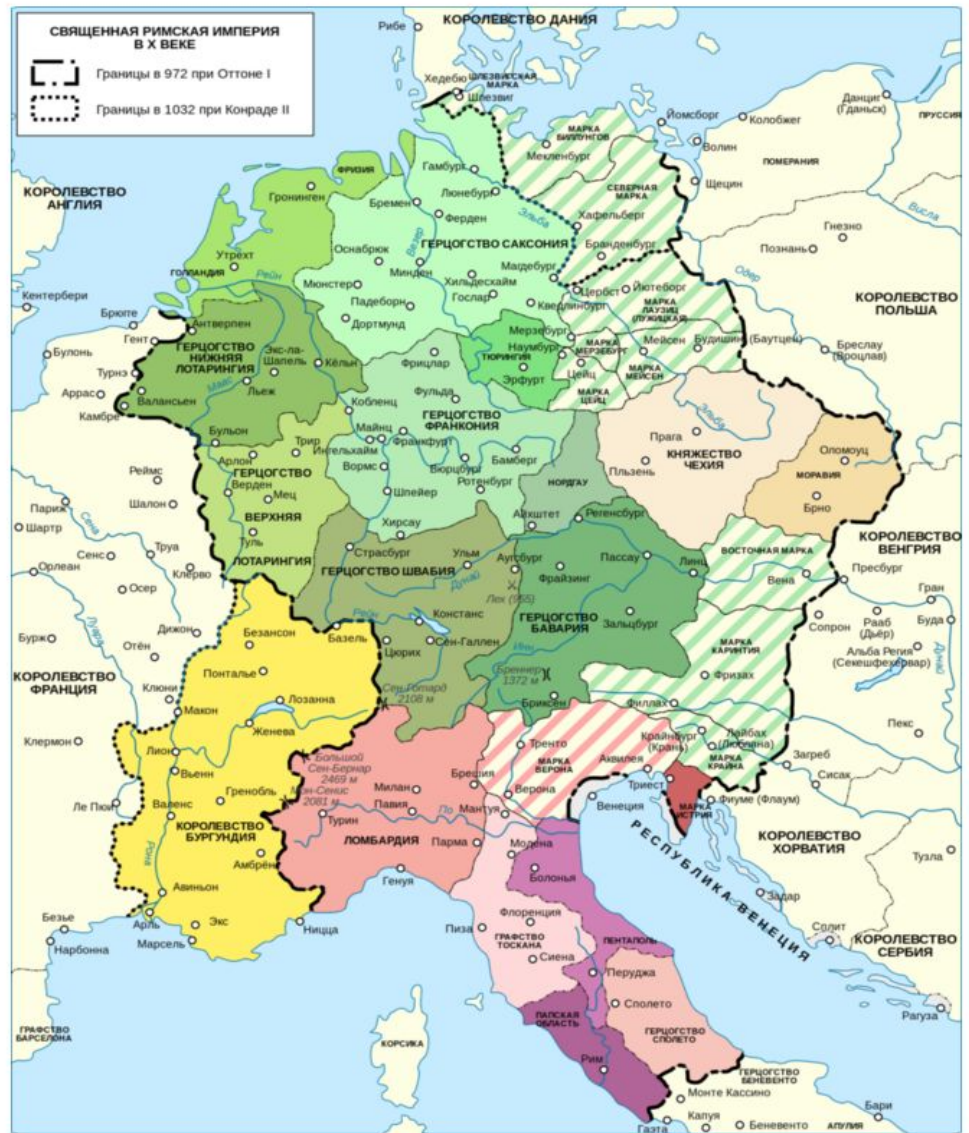 СВЯЩЕННАЯ РИМСКАЯ ИМПЕРИЯ
В X ВЕКЕ
Границы в 972 при Оттоне I
Границы в 1032 при Конраде II
КОРОЛЕВСТВО ДАНИЯ
Рибе
Хедебю
ШЛЕЗВИГСКАЯ
МАРКА
Шлезвиг
Йомсборг
Колобжег
Данциг
(Гданьск)
ПРУССИЯ
Волин
ПОМЕРАНИЯ
Щецин
МАРКА
БИЛЛУНГОВ
Мекленбург
СЕВЕРНАЯ
МАРКА
Хафельберг
Бранденбург
Висла
Гнезно
Познань
Одер
КОРОЛЕВСТВО
ПОЛЬША
Бреслау
(Вроцлав)
КОРОЛЕВСТВО
АНГЛИЯ
Кентербери
ФРИЗИЯ
Гронинген
Утрехт
ГОЛЛАНДИЯ
Рейн
Гамбург
Люнебург
Бремен
Ферден
Эльба
Везер
Оснабрюк
ГЕРЦОГСТВО САКСОНИЯ
Минден
Магдебург
Мюнстер
Хильдесхайм
Гослар
Кведлинбург
Падеборн
Дортмунд
Цербст
Йютеборг
МАРКА
ЛАУЗИЦ
(ЛУЖИЦКАЯ)
Мерзебург
Наумбург
МАРКА
МЕРЗЕБУРГ
Мейсен
Будишин
(Баутцен)
ТЮРИНГИЯ
Эрфурт
Цейц
МАРКА
ЦЕЙЦ
МАРКА
МЕЙСЕН
Эльба
Брюгге
Гент
Антверпен
Булонь
Турнэ
Аррас
Камбре
Валансьен
ГЕРЦОГСТВО
НИЖНЯЯ
ЛОТАРИНГИЯ
Экс-ла-
Шапель
Кёльн
Маас
Льеж
Фрицлар
Фульда
Кобленц
ГЕРЦОГСТВО
ФРАНКОНИЯ
Майнц
Ингельхайм
Франкфурт
Вормс
Вюрцбург
Бамберг
Ротенбург
Шпейер
Хирсау
Бульон
Трир
Арлон
ГЕРЦОГСТВО
Верден
Мец
ВЕРХНЯЯ
Туль
ЛОТАРИНГИЯ
Прага
КНЯЖЕСТВО
ЧЕХИЯ
Пльзень
МОРАВИЯ
Оломоуц
Брно
НОРДГАУ
Айхштет
Регенсбург
Реймс
Париж
Шалон
Шартр
Сена
Сенс
Труа
Орлеан
Клерво
Осер
Луара
Дижон
Бурж
Отён
КОРОЛЕВСТВО
ФРАНЦИЯ
Клюни
Макон
Клермон
Ле Пюи
Страсбург
Ульм
Аугсбург
ГЕРЦОГСТВО ШВАБИЯ
Дунай
Лех (955)
Рейн
Констанс
Базель
Сен-Галлен
Цюрих
Сен-Готард
2108 м
Пассау
Линц
Фрайзинг
ГЕРЦОГСТВО
БАВАРИЯ
Зальцбург
Инн
Бреннер
1372 м
Бриксен
ВОСТОЧНАЯ МАРКА
Вена
КОРОЛЕВСТВО
ВЕНГРИЯ
Пресбург
Гран
Сопрон
Рааб
(Дьёр)
Буда
Альба Регия
(Секешфехервар)
Дунай
Пекс
МАРКА
КАРИНТИЯ
Фризах
Филлах
Крайнбург
(Крань)
Лайбах
(Любляна)
МАРКА
КРАЙНА
Загреб
Сисак
Безансон
Понталье
Лозанна
Женева
Лион
Вьенн
Валенс
Гренобль
КОРОЛЕВСТВО
БУРГУНДИЯ
Рона
Амбрён
Авиньон
Арль
Экс
Марсель
Ницца
Безье
Нарбонна
ГРАФСТВО
БАРСЕЛОНА
КОРСИКА
Большой
Сен-Бернар
2469 м
Мон-Сенис
2081 м
Милан
Павия
Турин
ЛОМБАРДИЯ
По
Брешия
Мантуя
Парма
Генуя
Тренто
МАРКА
ВЕРОНА
Верона
Аквилея
Триест
МАРКА
ИСТРИЯ
Фиуме (Флаум)
Венеция
РЕСПУБЛИКА ВЕНЕЦИЯ
КОРОЛЕВСТВО
ХОРВАТИЯ
Тузла
Задар
Сплит
КОРОЛЕВСТВО
СЕРБИЯ
Рагуза
Модена
Болонья
Флоренция
Пиза
ГРАФСТВО
ТОСКАНА
Сиена
ПЕНТАПОЛЬ
Перуджа
Сполето
ПАПСКАЯ
ОБЛАСТЬ
ГЕРЦОГСТВО
СПОЛЕТО
Рим
ГЕРЦОГСТВО
БЕНЕВЕНТО
Монте Кассино
Гаэта
Капуя
Беневенто
Бари
АПУЛИЯ